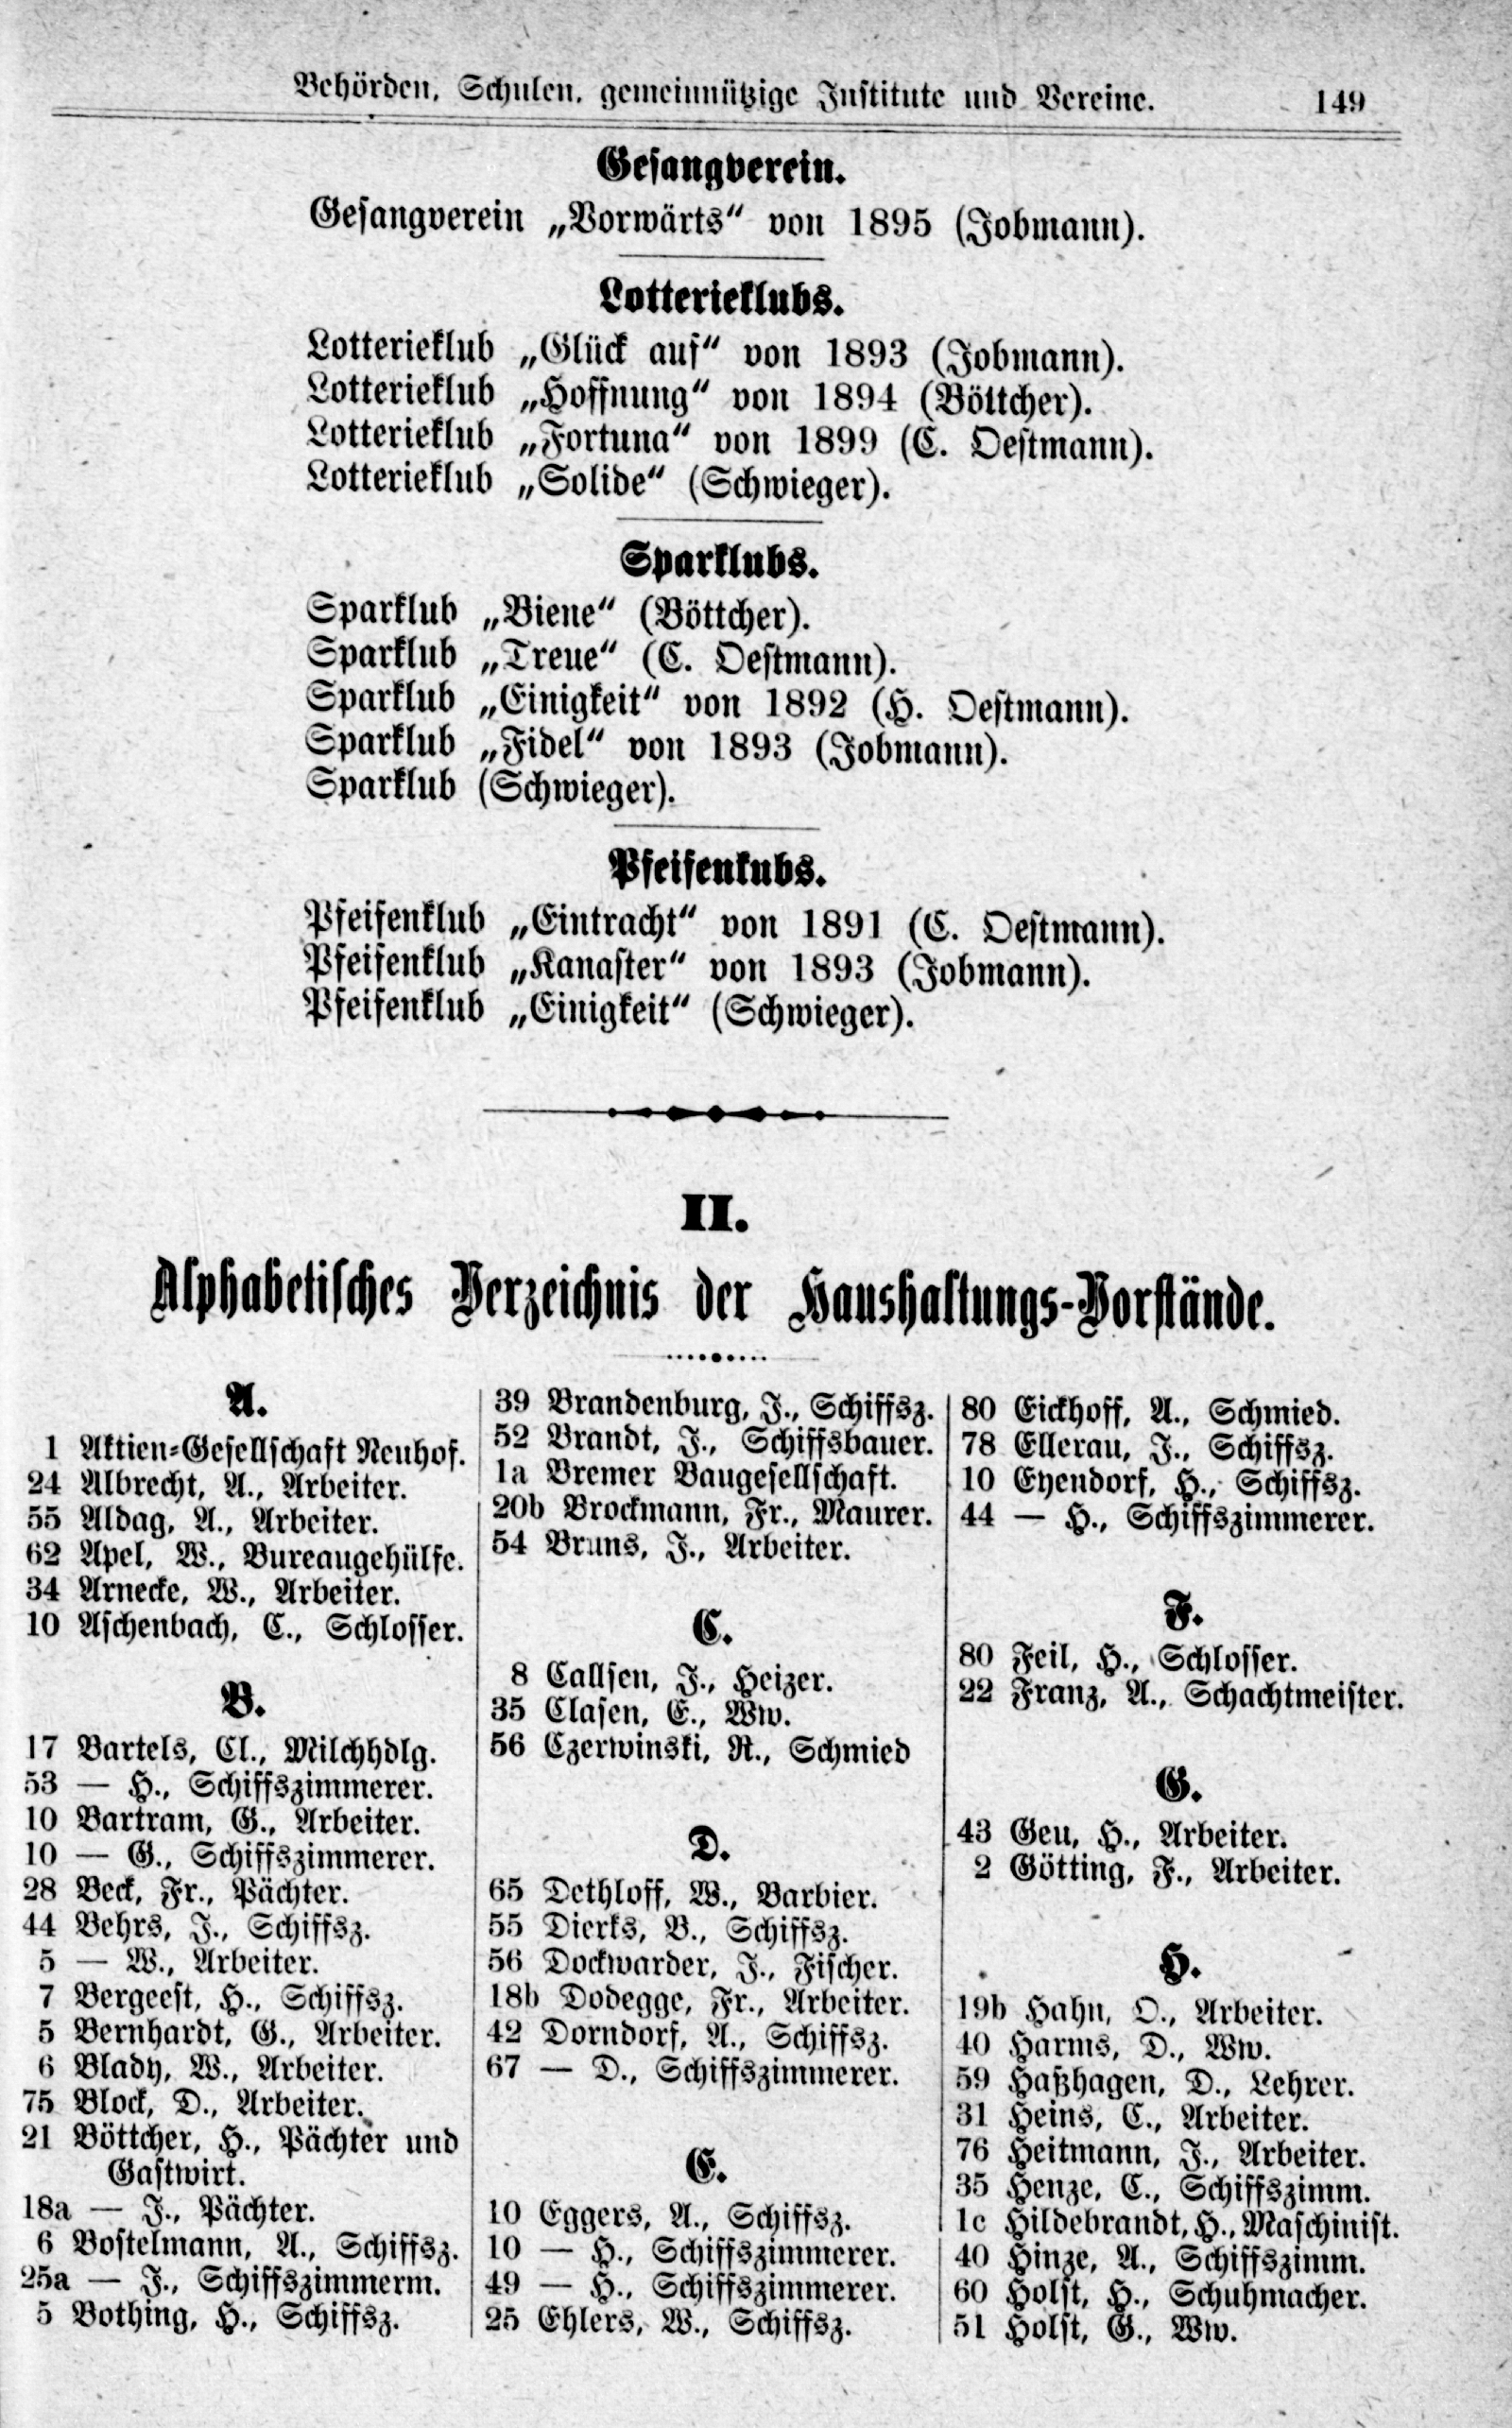 Behörden, Schulen, gemeinnützige Institute und Vereine. 149
Gesangverein.
Gesangverein „Vorwärts“ von 1895 (Jobmann).
Lotterieklubs.
Lotterieklub „Glück auf“ von 1893 (Jobmann).
Lotterieklub „Hoffnung“ von 1894 (Böttcher).
Lotterieklub „Fortuna“ von 1899 (C. Oestmann).
Lotterieklub „Solide“ (Schwieger).
Sparklubs.
Sparklub „Biene“ (Böttcher).
Sparklub „Treue“ (C. Oestmann).
Sparklub „Einigkeit“ von 1892 (H. Oestmann).
Sparklub „Fidel“ von 1893 (Jobmann).
Sparklub (Schwieger).
Pfeifenkubs.
Pfeifenklub „Eintracht“ von 1891 (C. Oestmann).
Pfeifenklub „Kanaster“ von 1893 (Jobmann).
Pfeifenklub „Einigkeit“ (Schwieger).
II.
Alphabetisches Verzeichnis der Haushaltungs-Vorstände.
A.
1 Aktien-Gesellschaft Neuhof.
24 Albrecht, A., Arbeiter.
55 Aldag, A., Arbeiter.
62 Apel, W., Bureaugehülfe.
34 Arnecke, W., Arbeiter.
10 Aschenbach, C., Schlosser.
B.
17 Bartels, Cl., Milchhdlg.
53 — H., Schiffszimmerer.
10 Bartram, G., Arbeiter.
10 — G., Schiffszimmerer.
28 Beck, Fr., Pächter.
44 Behrs, J., Schiffsz.
5 — W., Arbeiter.
7 Bergeest, H., Schiffsz.
5 Bernhardt, G., Arbeiter.
6 Blady, W., Arbeiter.
75 Block, D., Arbeiter.
21 Böttcher, H., Pächter und
Gastwirt.
18a — J., Pächter.
6 Bostelmann, A., Schiffsz.
25a — J., Schiffszimmerm.
5 Bothing, H., Schiffsz.
39 Brandenburg, J., Schiffsz.
52 Brandt, J., Schiffsbauer.
1a Bremer Baugesellschaft.
20b Brockmann, Fr., Maurer.
54 Bruns, J., Arbeiter.
C.
8 Callsen, J., Heizer.
35 Clasen, E., Ww.
56 Czerwinski, R., Schmied
D.
65 Dethloff, W., Barbier.
55 Dierks, B., Schiffsz.
56 Dockwarder, J., Fischer.
18b Dodegge, Fr., Arbeiter.
42 Dorndorf, A., Schiffsz.
67 — D., Schiffszimmerer.
E.
10 Eggers, A., Schiffsz.
10 — H., Schiffszimmerer.
49 — H., Schiffszimmerer.
25 Ehlers, W., Schiffsz.
80 Eickhoff, A., Schmied.
78 Ellerau, J., Schiffsz.
10 Eyendorf, H., Schiffsz.
44 — H., Schiffszimmerer.
F.
80 Feil, H., Schlosser.
22 Franz, A., Schachtmeister.
G.
43 Geu, H., Arbeiter.
2 Götting, F., Arbeiter.
H.
19b Hahn, O., Arbeiter.
40 Harms, D., Ww.
59 Haßhagen, D., Lehrer.
31 Heins, C., Arbeiter.
76 Heitmann, J., Arbeiter.
35 Henze, C., Schiffszimm.
1c Hildebrandt, H., Maschinist.
40 Hinze, A., Schiffszimm.
60 Holst, H., Schuhmacher.
51 Holst, G., Ww.